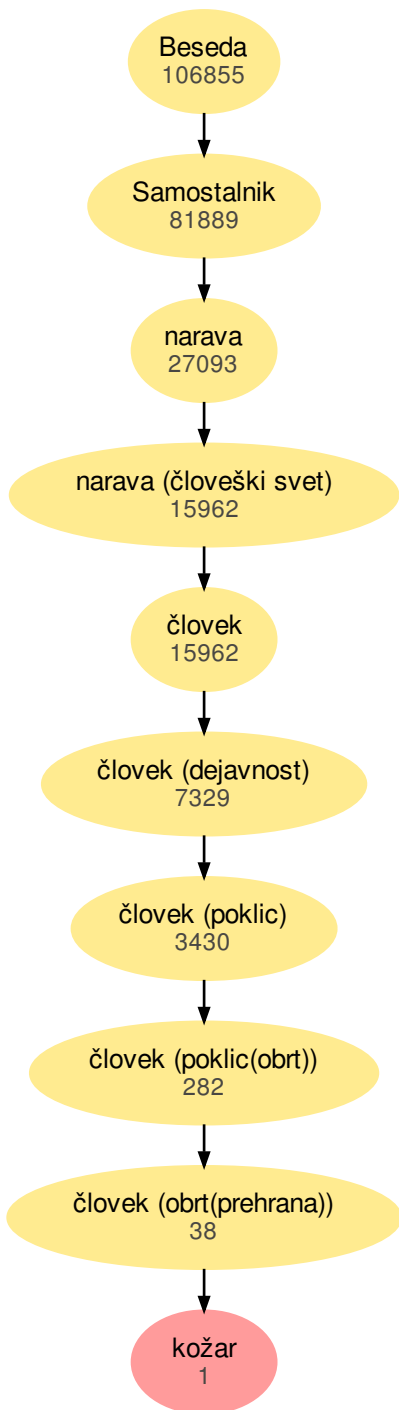 Beseda
106855
Samostalnik
81889
narava
27093
narava (človeški svet)
15962
človek
15962
človek (dejavnost)
7329
človek (poklic)
3430
človek (poklic(obrt))
282
človek (obrt(prehrana))
38
kožar
1